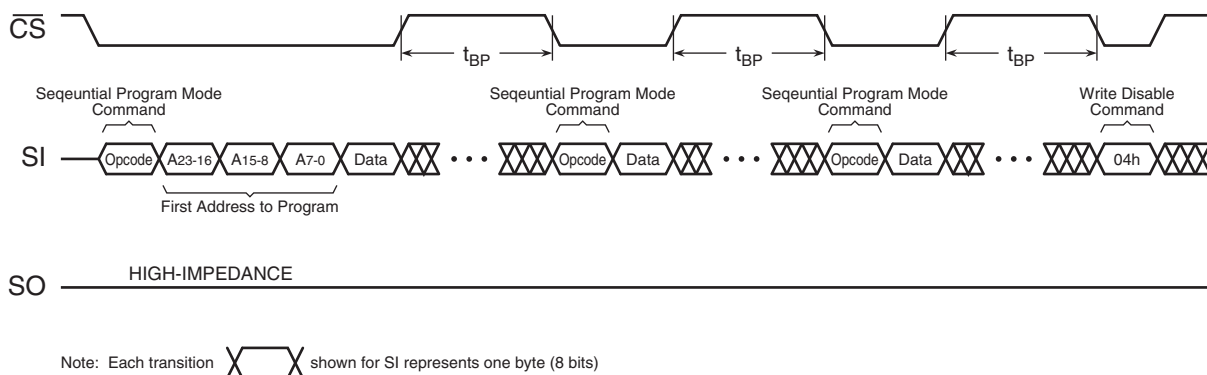 CS
tBP tBP tBP
Seqeuntial Program Mode
Command
Seqeuntial Program Mode
Command
Seqeuntial Program Mode
Command
Write Disable
Command
SI Opcode A23-16 A15-8 A7-0 Data • • • Opcode Data • • • Opcode Data • • • 04h
First Address to Program
SO HIGH-IMPEDANCE
Note: Each transition shown for SI represents one byte (8 bits)